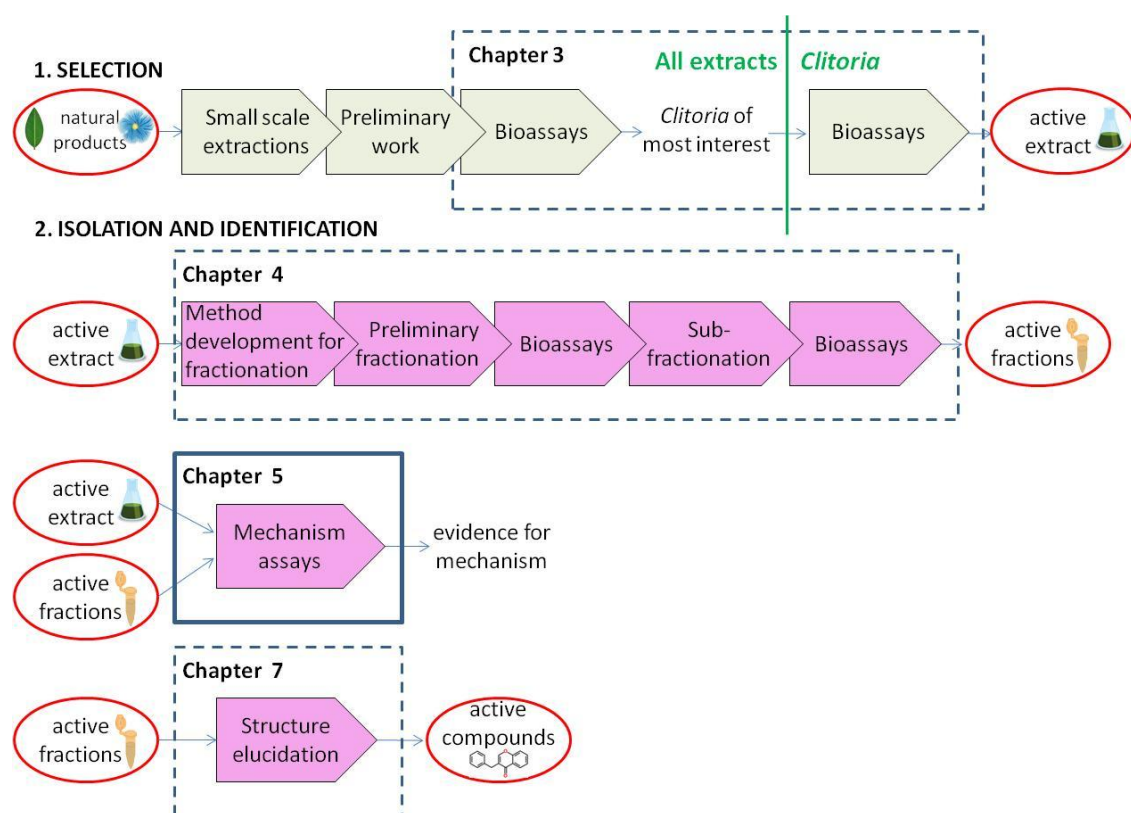 1. SELECTION
Chapter 3
All extracts
Clitoria
natural
products
Small scale
extractions
Preliminary
work
Bioassays
Clitoria of
most interest
Bioassays
active
extract
2. ISOLATION AND IDENTIFICATION
Chapter 4
active
extract
Method
development for
fractionation
Preliminary
fractionation
Bioassays
Sub-
fractionation
Bioassays
active
fractions
Chapter 5
active
extract
active
fractions
Mechanism
assays
evidence for
mechanism
Chapter 7
active
fractions
Structure
elucidation
active
compounds
O
O